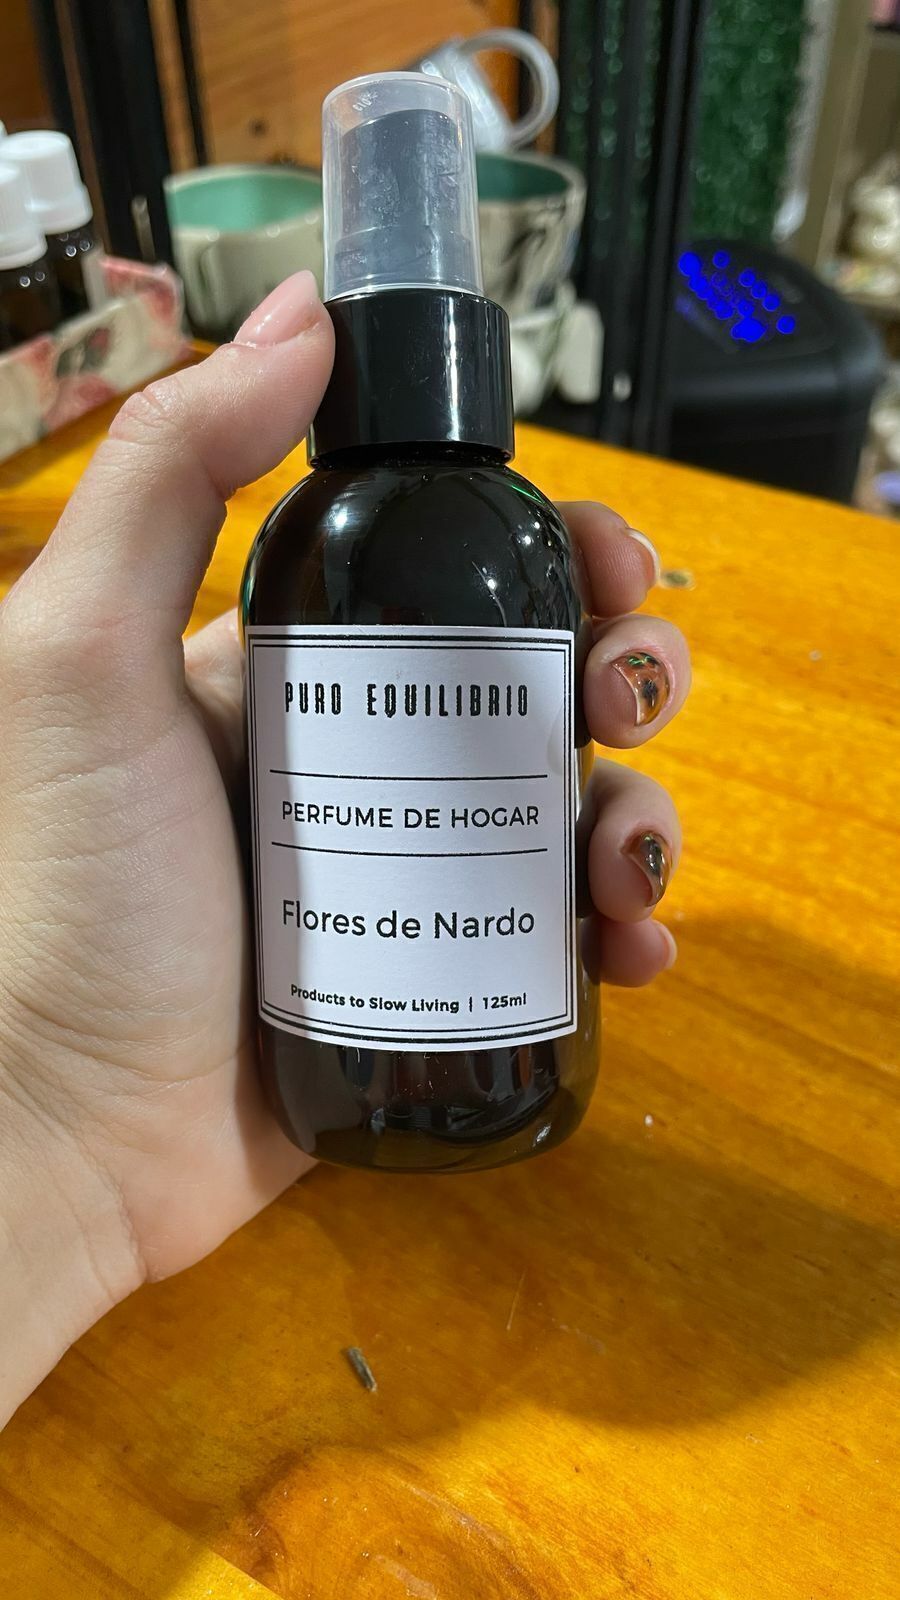 PURO EQUILIBRIO
PERFUME DE HOGAR
Flores de Nardo
Products to Slow Living | 125ml